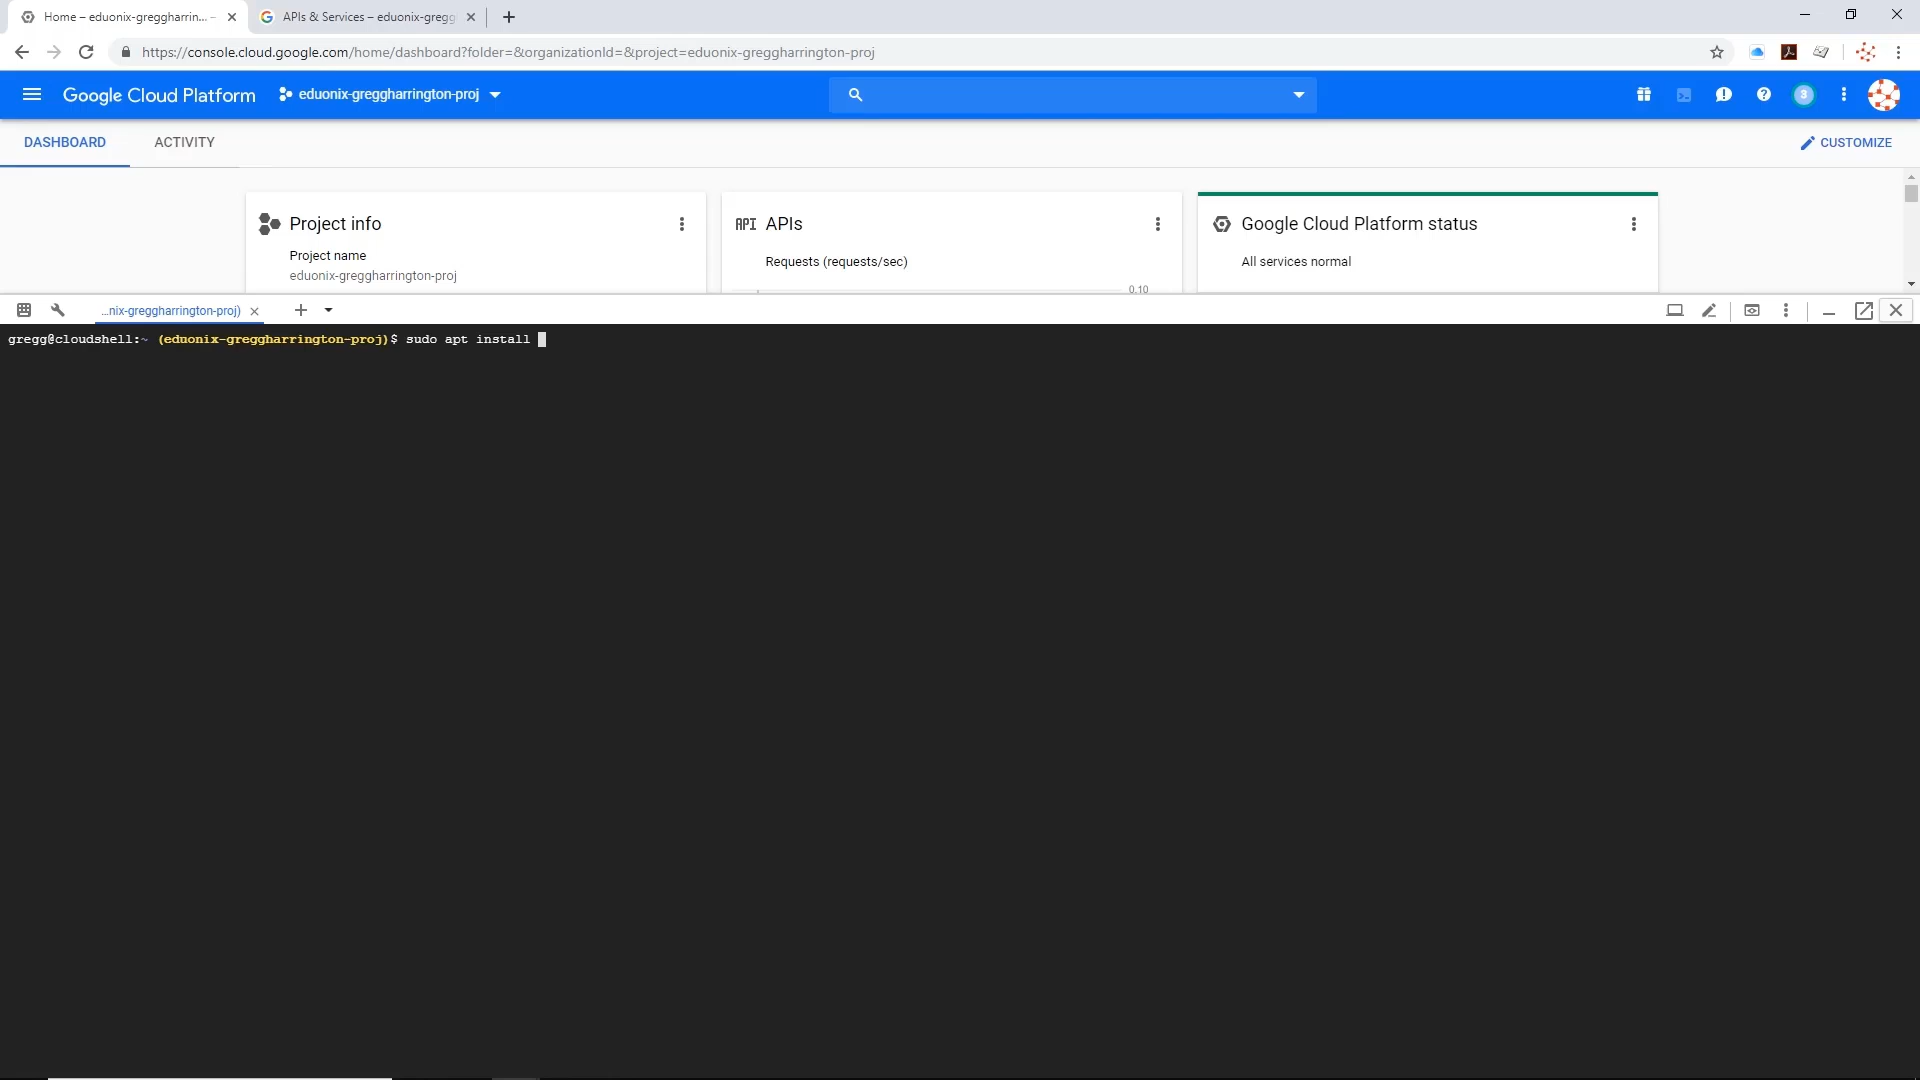 Home – eduonix-greggharrin... –
APIs & Services – eduonix-gregg
https://console.cloud.google.com/home/dashboard?folder=&organizationId=&project=eduonix-greggharrington-proj
Google Cloud Platform
eduonix-greggharrington-proj
3
DASHBOARD
ACTIVITY
CUSTOMIZE
Project info
Project name
eduonix-greggharrington-proj
API APIs
Requests (requests/sec)
0.10
Google Cloud Platform status
All services normal
...nix-greggharrington-proj)
gregg@cloudshell:~ (eduonix-greggharrington-proj)$ sudo apt install